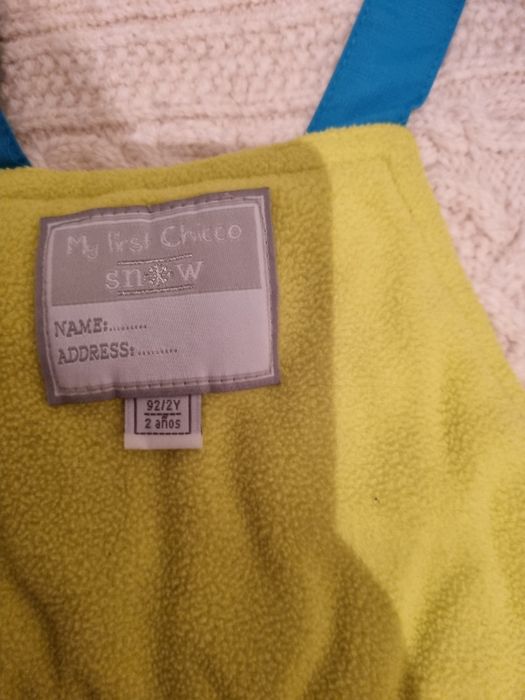 My first Chicco
snow
NAME:.........
ADDRESS:.........
92/2Y
2 años